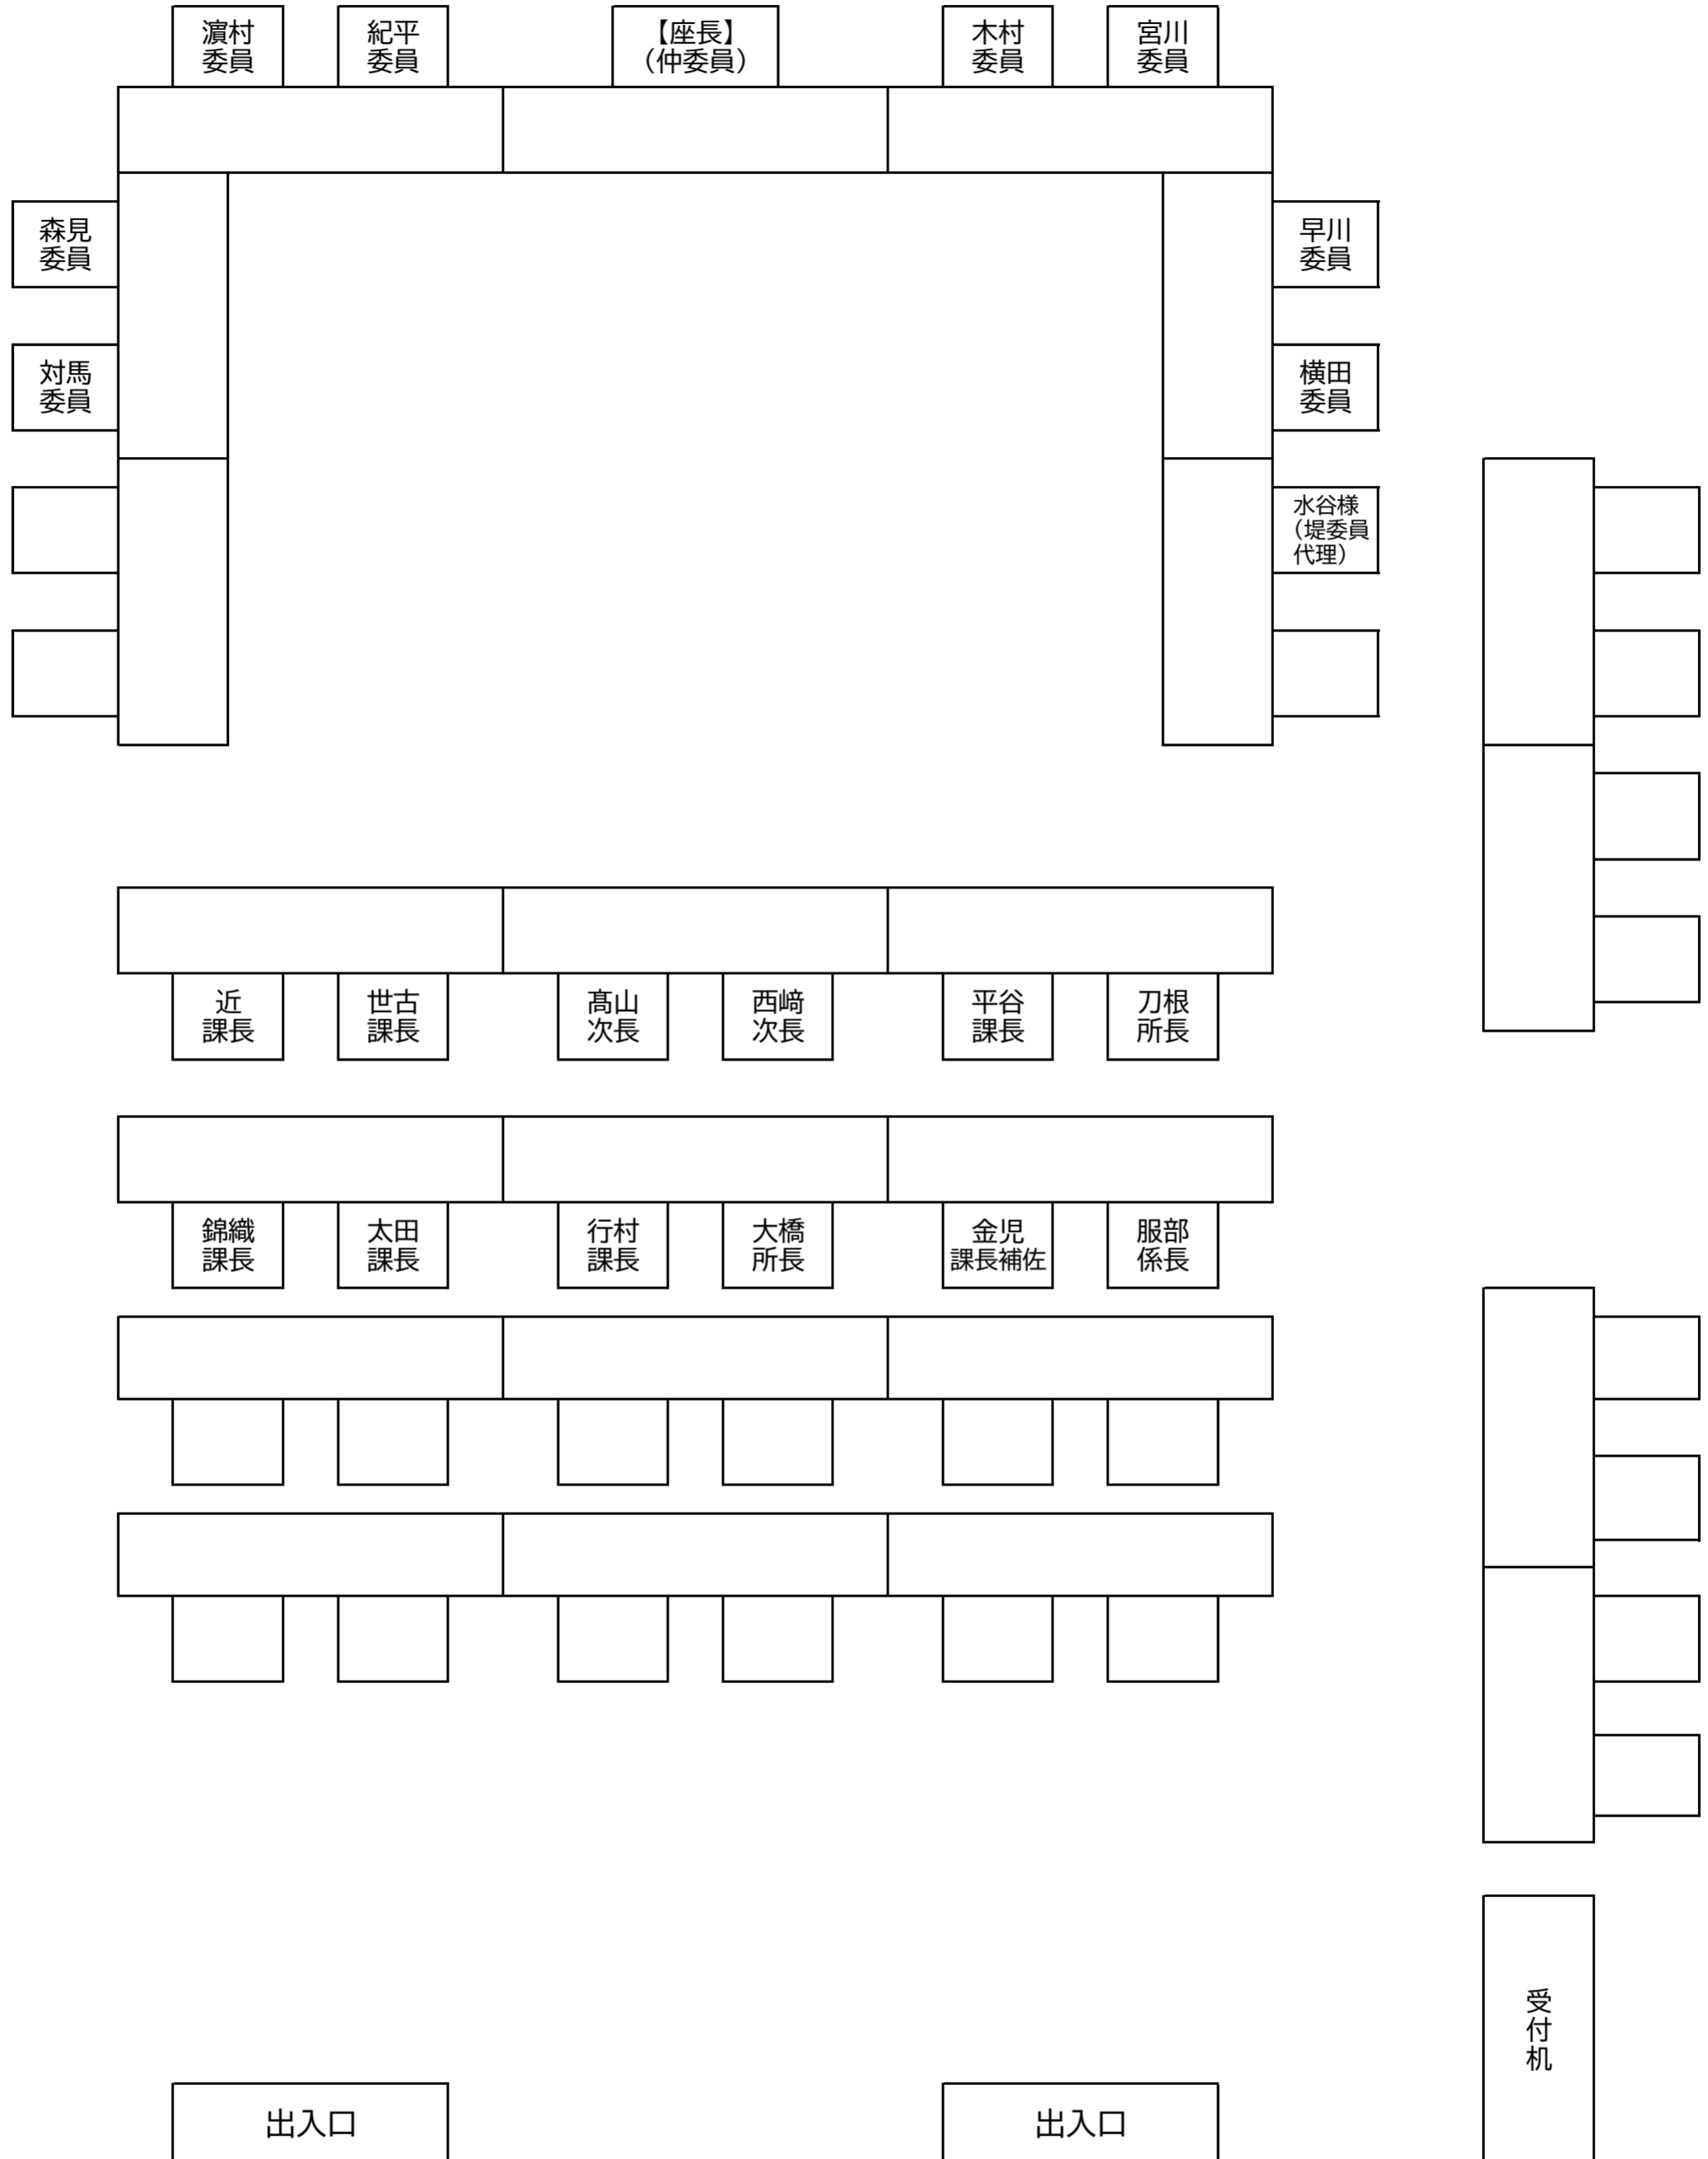 濵村
委員
紀平
委員
【座長】
（仲委員）
木村
委員
宮川
委員
森見
委員
早川
委員
対馬
委員
横田
委員
水谷様
（堤委員
代理）
近
課長
世古
課長
髙山
次長
西﨑
次長
平谷
課長
刀根
所長
錦織
課長
太田
課長
行村
課長
大橋
所長
金児
課長補佐
服部
係長
受付机
出入口
出入口